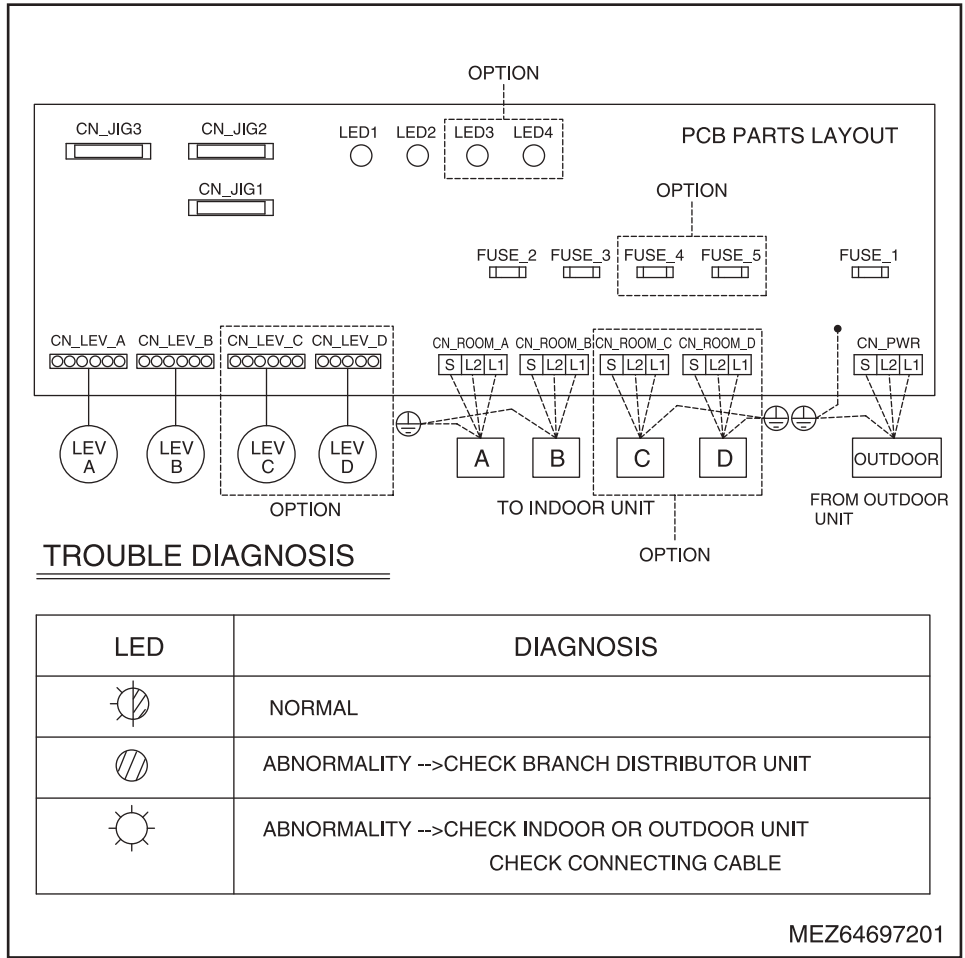 OPTION
CN_JIG3 CN_JIG2 LED1 LED2 LED3 LED4 PCB PARTS LAYOUT
CN_JIG1
OPTION
FUSE_2 FUSE_3 FUSE_4 FUSE_5 FUSE_1
CN_LEV_A CN_LEV_B CN_LEV_C CN_LEV_D CN_ROOM_A CN_ROOM_B CN_ROOM_C CN_ROOM_D CN_PWR
S L2 L1 S L2 L1 S L2 L1 S L2 L1 S L2 L1
LEV A LEV B LEV C LEV D A B C D OUTDOOR
OPTION TO INDOOR UNIT FROM OUTDOOR UNIT
OPTION
TROUBLE DIAGNOSIS
LED DIAGNOSIS
NORMAL
ABNORMALITY -->CHECK BRANCH DISTRIBUTOR UNIT
ABNORMALITY -->CHECK INDOOR OR OUTDOOR UNIT
CHECK CONNECTING CABLE
MEZ64697201